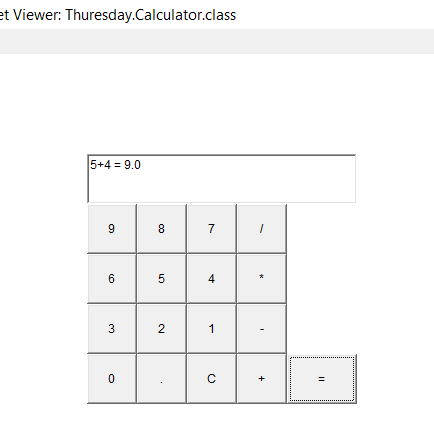 et Viewer: Thuresday.Calculator.class
5+4 = 9.0
9 8 7 /
6 5 4 *
3 2 1 -
0 . C + =